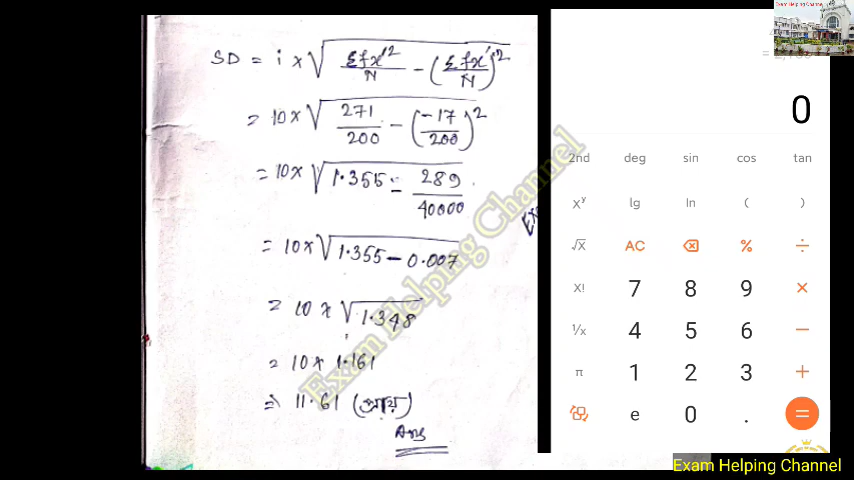 SD = i × √ Σfx'² / N − (Σfx' / N)²
= 10 × √ 271 / 200 − (−17 / 200)²
= 10 × √ 1.355 − 289 / 40000
= 10 × √ 1.355 − 0.007
= 10 × √ 1.348
= 10 × 1.161
= 11.61 (প্রায়)
Ans
Exam Helping Channel
Exam Helping Channel
0
2nd deg sin cos tan
xʸ lg ln ( )
√x AC ⌫ % ÷
X! 7 8 9 ×
¹/x 4 5 6 −
π 1 2 3 +
e 0 . =
Exam Helping Channel